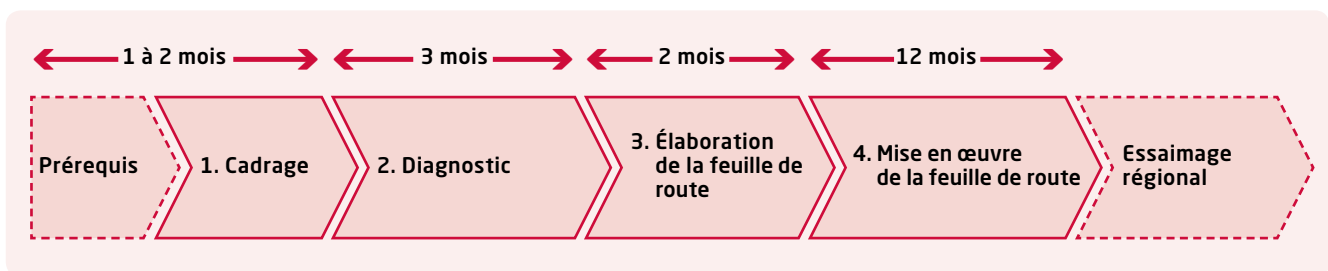 1 à 2 mois
3 mois
2 mois
12 mois
Prérequis
1. Cadrage
2. Diagnostic
3. Élaboration
de la feuille de
route
4. Mise en œuvre
de la feuille de route
Essaimage
régional